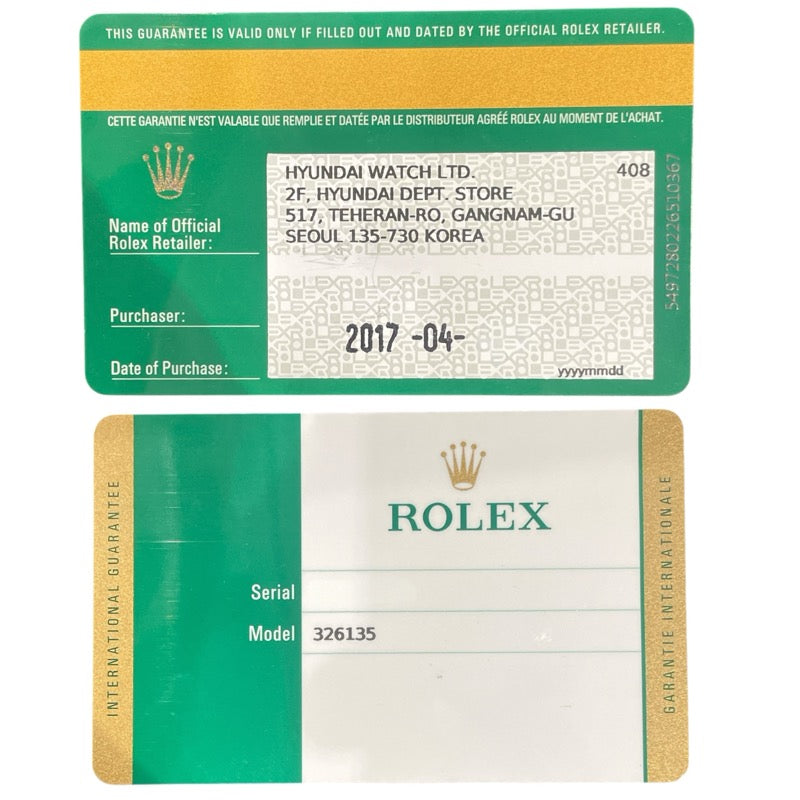 THIS GUARANTEE IS VALID ONLY IF FILLED OUT AND DATED BY THE OFFICIAL ROLEX RETAILER.
CETTE GARANTIE N'EST VALABLE QUE REMPLIE ET DATÉE PAR LE DISTRIBUTEUR AGRÉÉ ROLEX AU MOMENT DE L'ACHAT.
HYUNDAI WATCH LTD. 408
2F, HYUNDAI DEPT. STORE
517, TEHERAN-RO, GANGNAM-GU
SEOUL 135-730 KOREA
Name of Official
Rolex Retailer:
Purchaser:
2017 -04-
Date of Purchase:
yyyymmdd
5497280226510367
INTERNATIONAL GUARANTEE
ROLEX
Serial
Model 326135
GARANTIE INTERNATIONALE